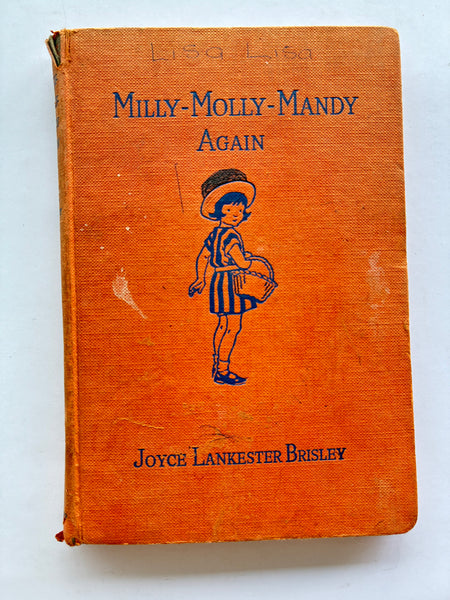 Lisa Lisa
MILLY-MOLLY-MANDY
AGAIN
JOYCE LANKESTER BRISLEY